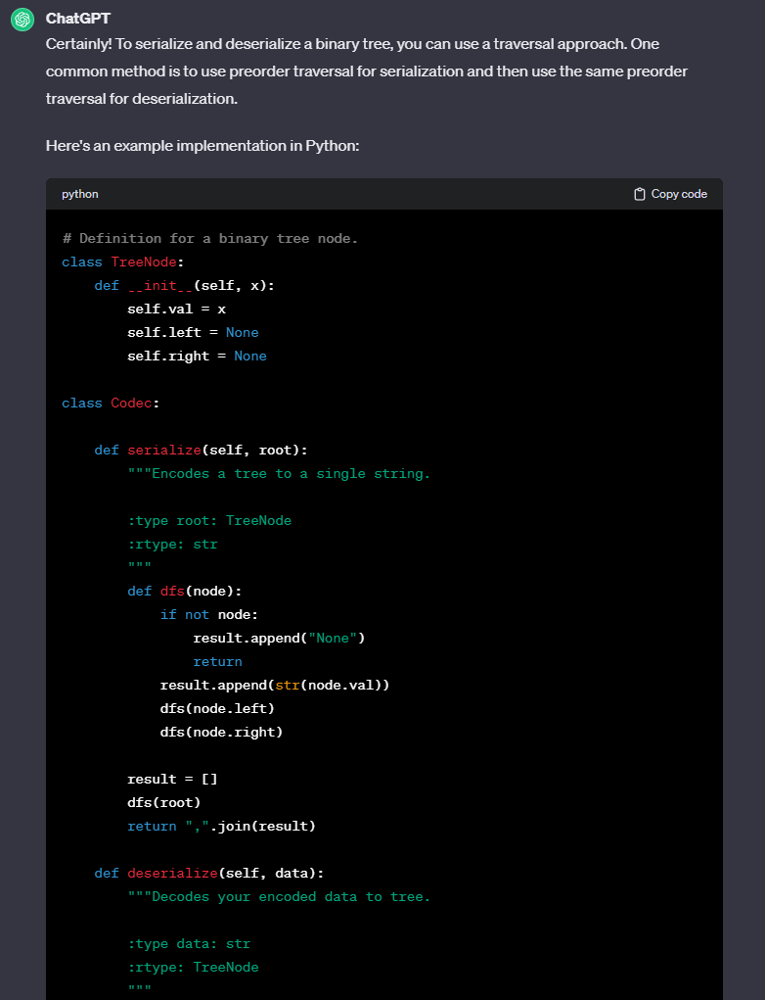 ChatGPT
Certainly! To serialize and deserialize a binary tree, you can use a traversal approach. One
common method is to use preorder traversal for serialization and then use the same preorder
traversal for deserialization.
Here's an example implementation in Python:
python
Copy code
# Definition for a binary tree node.
class TreeNode:
    def __init__(self, x):
        self.val = x
        self.left = None
        self.right = None
class Codec:
    def serialize(self, root):
        """Encodes a tree to a single string.
        :type root: TreeNode
        :rtype: str
        """
        def dfs(node):
            if not node:
                result.append("None")
                return
            result.append(str(node.val))
            dfs(node.left)
            dfs(node.right)
        result = []
        dfs(root)
        return ",".join(result)
    def deserialize(self, data):
        """Decodes your encoded data to tree.
        :type data: str
        :rtype: TreeNode
        """